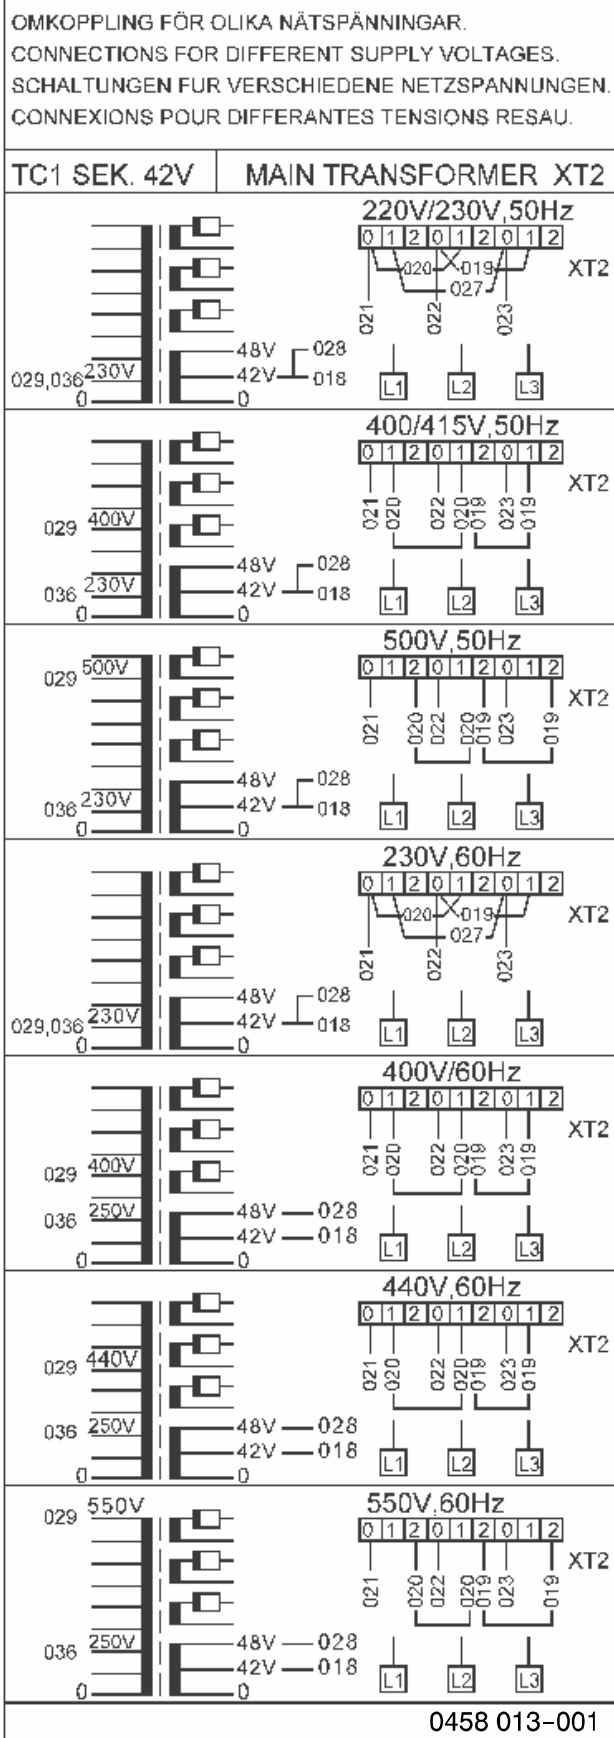 OMKOPPLING FÖR OLIKA NÄTSPÄNNINGAR.
CONNECTIONS FOR DIFFERENT SUPPLY VOLTAGES.
SCHALTUNGEN FUR VERSCHIEDENE NETZSPANNUNGEN.
CONNEXIONS POUR DIFFERANTES TENSIONS RESAU.
TC1 SEK. 42V MAIN TRANSFORMER XT2
220V/230V,50Hz
0 1 2 0 1 2 0 1 2
XT2
020 019
027
021 022 023
48V 028
029,036 230V 42V 018
0 0
L1 L2 L3
400/415V,50Hz
0 1 2 0 1 2 0 1 2
XT2
021 020 022 020 019 023 019
029 400V
48V 028
036 230V 42V 018
0 0
L1 L2 L3
500V,50Hz
0 1 2 0 1 2 0 1 2
029 500V
XT2
021 020 022 020 019 023 019
48V 028
036 230V 42V 018
0 0
L1 L2 L3
230V,60Hz
0 1 2 0 1 2 0 1 2
XT2
020 019
027
021 022 023
48V 028
029,036 230V 42V 018
0 0
L1 L2 L3
400V/60Hz
0 1 2 0 1 2 0 1 2
XT2
021 020 022 020 019 023 019
029 400V
036 250V 48V 028
42V 018
0 0
L1 L2 L3
440V,60Hz
0 1 2 0 1 2 0 1 2
XT2
029 440V
021 020 022 020 019 023 019
036 250V 48V 028
42V 018
0 0
L1 L2 L3
550V,60Hz
029 550V
0 1 2 0 1 2 0 1 2
XT2
021 020 022 020 019 023 019
036 250V 48V 028
42V 018
0 0
L1 L2 L3
0458 013-001